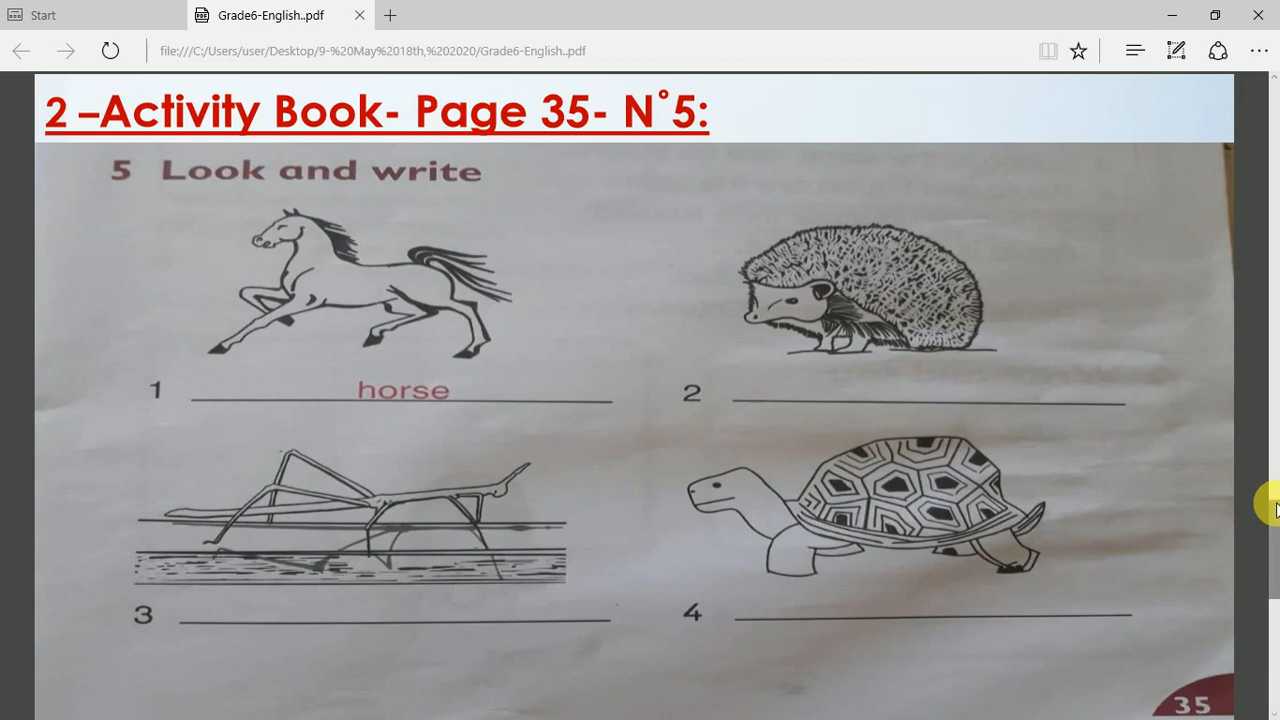 Start
Grade6-English..pdf
file:///C:/Users/user/Desktop/9-%20May%2018th,%202020/Grade6-English..pdf
2 –Activity Book- Page 35- N°5:
5 Look and write
1 horse
2
3
4
35